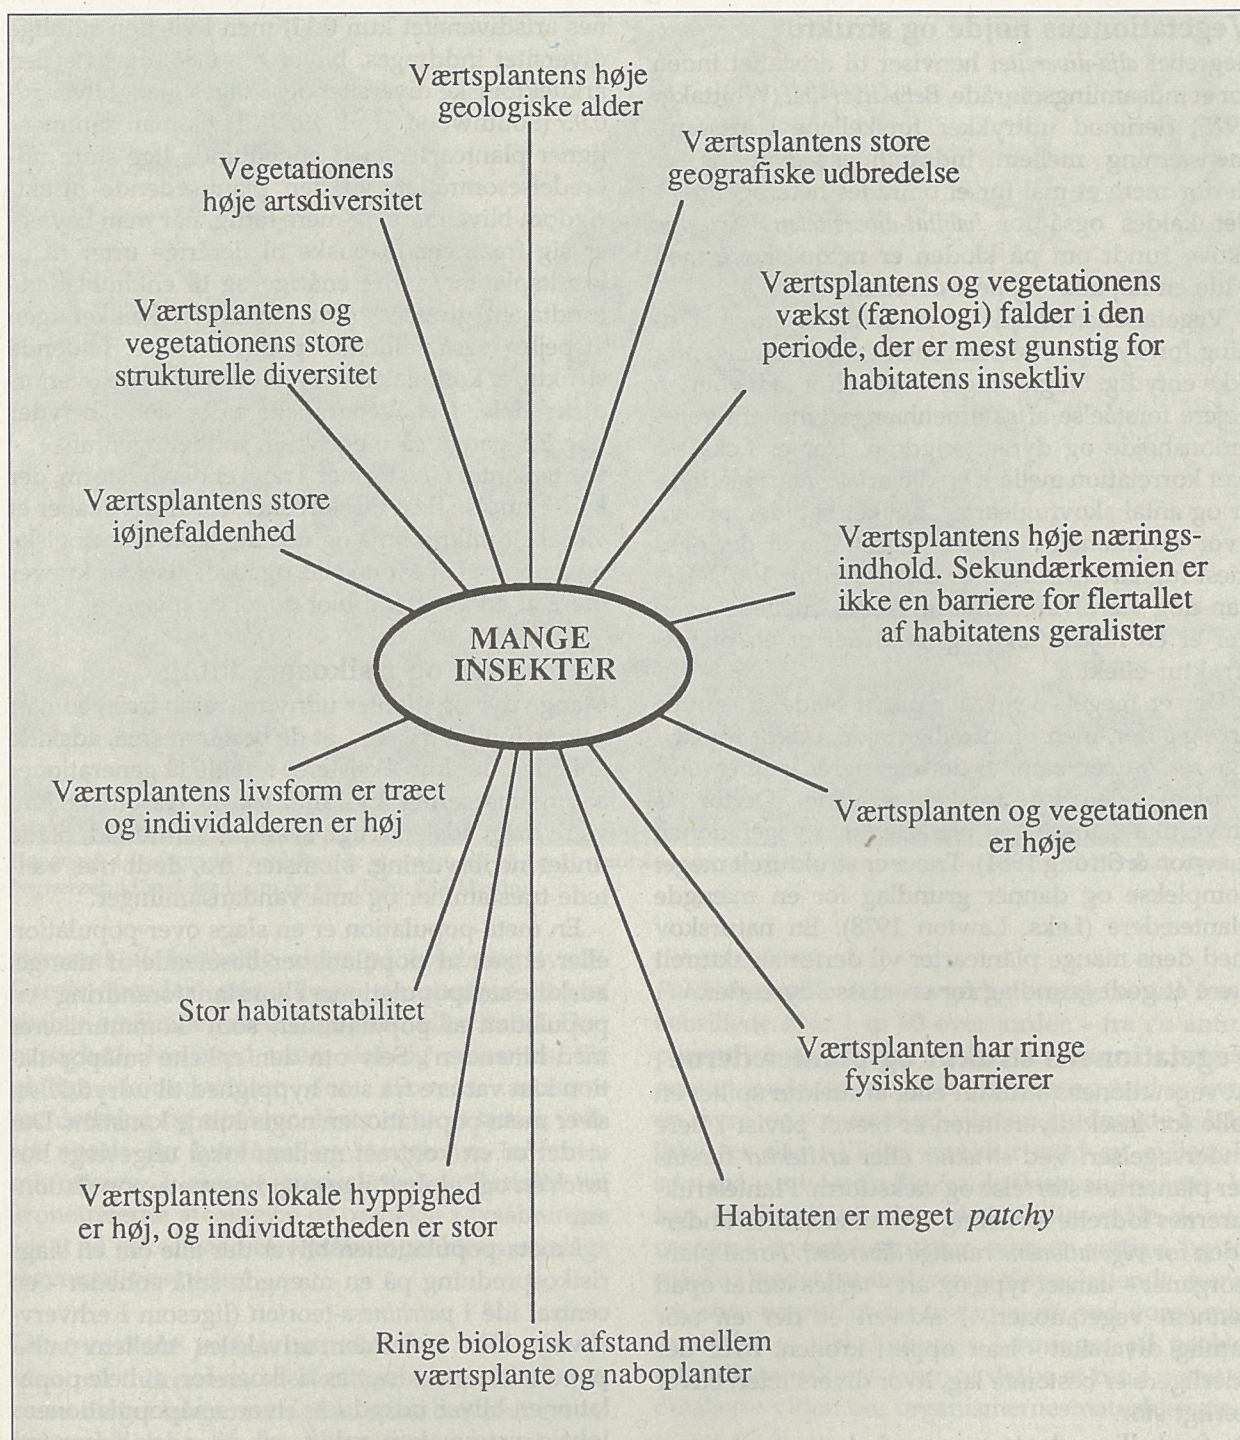 Værtsplantens høje
geologiske alder
Værtsplantens store
geografiske udbredelse
Vegetationens
høje artsdiversitet
Værtsplantens og vegetationens
vækst (fænologi) falder i den
periode, der er mest gunstig for
habitatens insektliv
Værtsplantens og
vegetationens store
strukturelle diversitet
Værtsplantens store
iøjnefaldenhed
Værtsplantens høje nærings-
indhold. Sekundærkemien er
ikke en barriere for flertallet
af habitatens geralister
MANGE
INSEKTER
Værtsplantens livsform er træet
og individalderen er høj
Værtsplanten og vegetationen
er høje
Stor habitatstabilitet
Værtsplanten har ringe
fysiske barrierer
Værtsplantens lokale hyppighed
er høj, og individtætheden er stor
Habitaten er meget patchy
Ringe biologisk afstand mellem
værtsplante og naboplanter